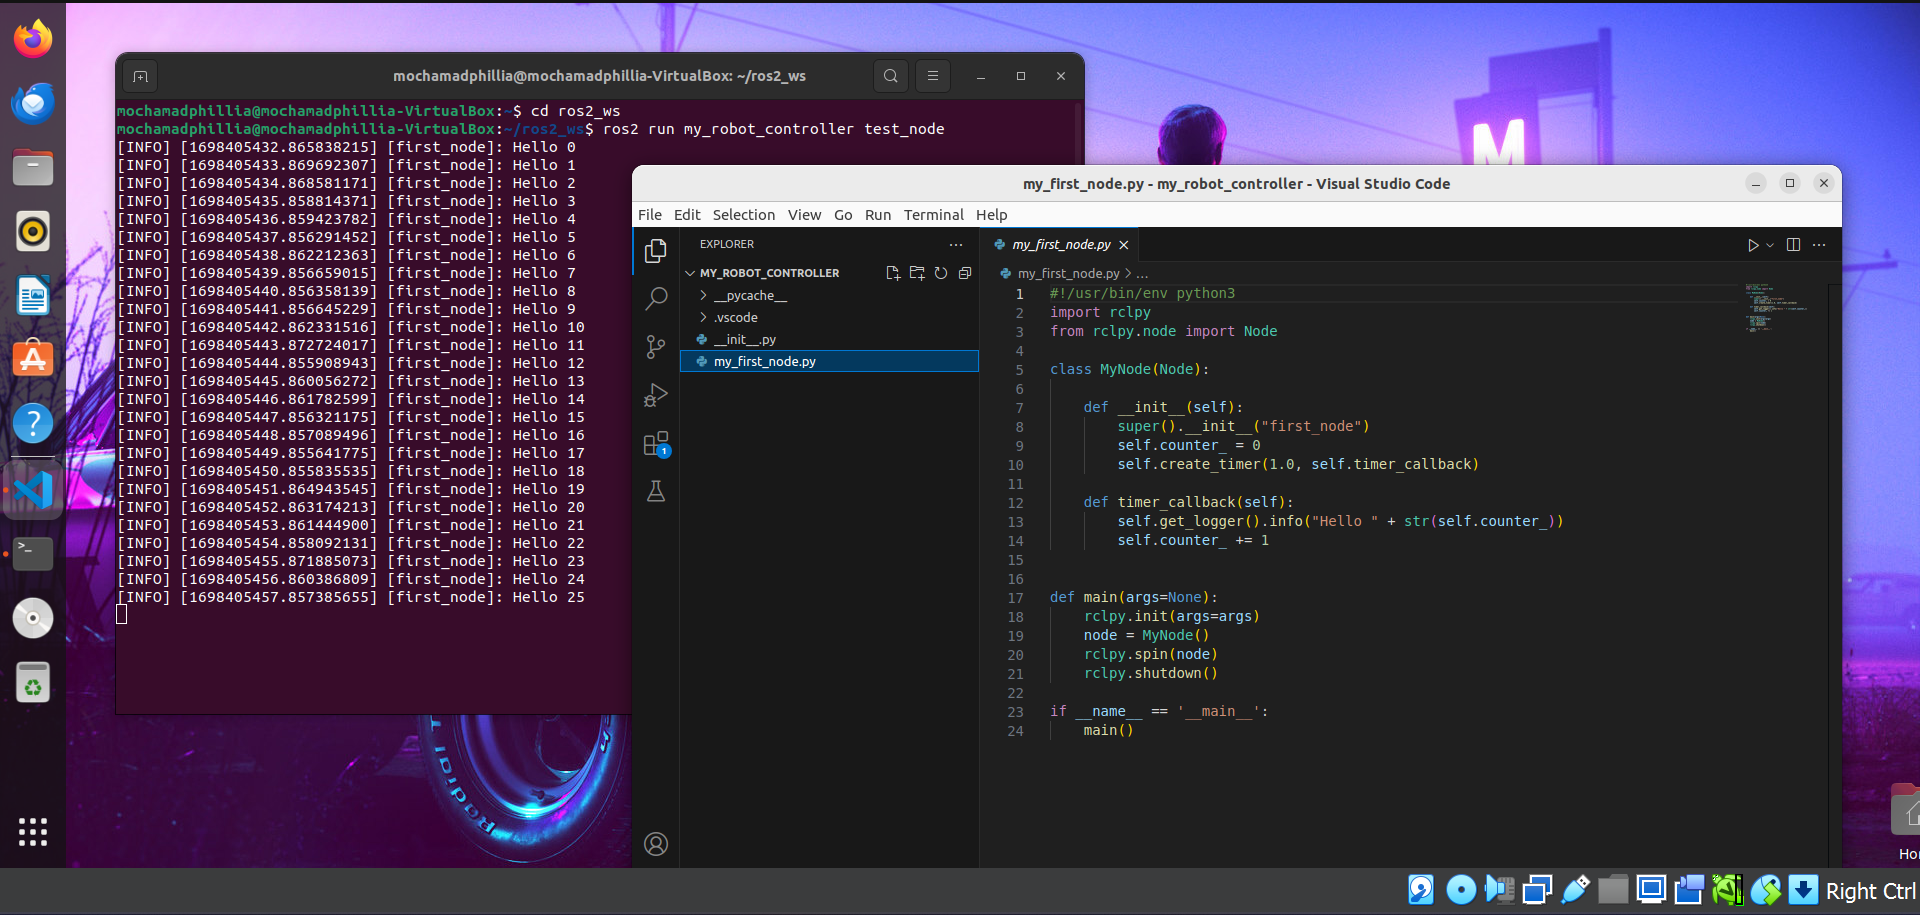 mochamadphillia@mochamadphillia-VirtualBox: ~/ros2_ws
mochamadphillia@mochamadphillia-VirtualBox:~$ cd ros2_ws
mochamadphillia@mochamadphillia-VirtualBox:~/ros2_ws$ ros2 run my_robot_controller test_node
[INFO] [1698405432.865838215] [first_node]: Hello 0
[INFO] [1698405433.869692307] [first_node]: Hello 1
[INFO] [1698405434.868581171] [first_node]: Hello 2
[INFO] [1698405435.858814371] [first_node]: Hello 3
[INFO] [1698405436.859423782] [first_node]: Hello 4
[INFO] [1698405437.856291452] [first_node]: Hello 5
[INFO] [1698405438.862212363] [first_node]: Hello 6
[INFO] [1698405439.856659015] [first_node]: Hello 7
[INFO] [1698405440.856358139] [first_node]: Hello 8
[INFO] [1698405441.856645229] [first_node]: Hello 9
[INFO] [1698405442.862331516] [first_node]: Hello 10
[INFO] [1698405443.872724017] [first_node]: Hello 11
[INFO] [1698405444.855908943] [first_node]: Hello 12
[INFO] [1698405445.860056272] [first_node]: Hello 13
[INFO] [1698405446.861782599] [first_node]: Hello 14
[INFO] [1698405447.856321175] [first_node]: Hello 15
[INFO] [1698405448.857089496] [first_node]: Hello 16
[INFO] [1698405449.855641775] [first_node]: Hello 17
[INFO] [1698405450.855835535] [first_node]: Hello 18
[INFO] [1698405451.864943545] [first_node]: Hello 19
[INFO] [1698405452.863174213] [first_node]: Hello 20
[INFO] [1698405453.861444900] [first_node]: Hello 21
[INFO] [1698405454.858092131] [first_node]: Hello 22
[INFO] [1698405455.871885073] [first_node]: Hello 23
[INFO] [1698405456.860386809] [first_node]: Hello 24
[INFO] [1698405457.857385655] [first_node]: Hello 25
M
my_first_node.py - my_robot_controller - Visual Studio Code
File Edit Selection View Go Run Terminal Help
EXPLORER
MY_ROBOT_CONTROLLER
__pycache__
.vscode
__init__.py
my_first_node.py
1
my_first_node.py
my_first_node.py > ...
1 #!/usr/bin/env python3
2 import rclpy
3 from rclpy.node import Node
4
5 class MyNode(Node):
6
7 def __init__(self):
8 super().__init__("first_node")
9 self.counter_ = 0
10 self.create_timer(1.0, self.timer_callback)
11
12 def timer_callback(self):
13 self.get_logger().info("Hello " + str(self.counter_))
14 self.counter_ += 1
15
16
17 def main(args=None):
18 rclpy.init(args=args)
19 node = MyNode()
20 rclpy.spin(node)
21 rclpy.shutdown()
22
23 if __name__ == '__main__':
24 main()
Radial
Right Ctrl